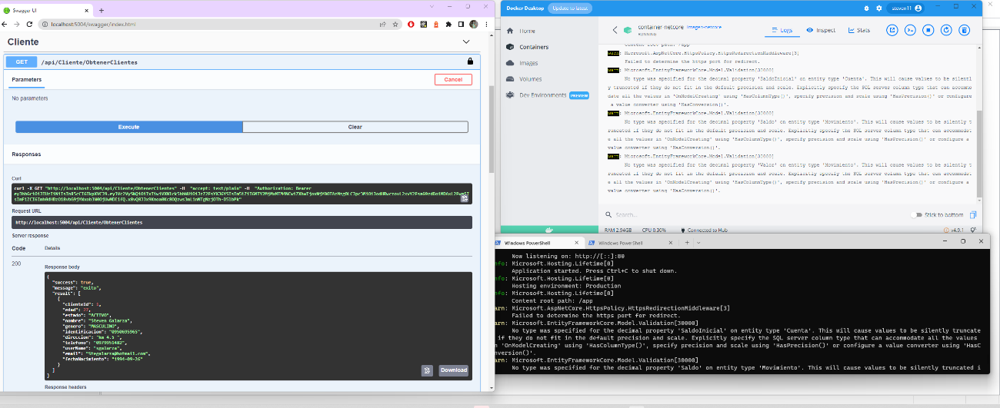 Swagger UI
localhost:5004/swagger/index.html
Cliente
GET /api/Cliente/ObtenerClientes
Parameters
Cancel
No parameters
Execute
Clear
Responses
Curl
curl -X GET "http://localhost:5004/api/Cliente/ObtenerClientes" -H "accept: text/plain" -H "Authorization: Bearer
Request URL
http://localhost:5004/api/Cliente/ObtenerClientes
Server response
Code Details
200
Response body
{
"success": true,
"message": "exito",
"result": [
{
"clienteId": 1,
"edad": 27,
"estado": "ACTIVO",
"nombre": "Steven Galarza",
"genero": "MASCULINO",
"identificacion": "0950695965",
"direccion": "km 4.5 ",
"telefono": "0979951402",
"userName": "sgalarza",
"email": "Stegalarza@hotmail.com",
"fechaNacimiento": "1994-09-26"
}
]
}
Download
Response headers
Docker Desktop Update to latest
steven11
Home
Containers
Images
Volumes
Dev Environments PREVIEW
container-netcore imagen-netcore
RUNNING
Logs Inspect Stats
Content root path: /app
warn: Microsoft.AspNetCore.HttpsPolicy.HttpsRedirectionMiddleware[3]
Failed to determine the https port for redirect.
warn: Microsoft.EntityFrameworkCore.Model.Validation[30000]
No type was specified for the decimal property 'SaldoInicial' on entity type 'Cuenta'. This will cause values to be silentl
y truncated if they do not fit in the default precision and scale. Explicitly specify the SQL server column type that can accommo
date all the values in 'OnModelCreating' using 'HasColumnType()', specify precision and scale using 'HasPrecision()' or configure
a value converter using 'HasConversion()'.
warn: Microsoft.EntityFrameworkCore.Model.Validation[30000]
No type was specified for the decimal property 'Saldo' on entity type 'Movimiento'. This will cause values to be silently t
runcated if they do not fit in the default precision and scale. Explicitly specify the SQL server column type that can accommodat
e all the values in 'OnModelCreating' using 'HasColumnType()', specify precision and scale using 'HasPrecision()' or configure a
value converter using 'HasConversion()'.
warn: Microsoft.EntityFrameworkCore.Model.Validation[30000]
No type was specified for the decimal property 'Valor' on entity type 'Movimiento'. This will cause values to be silently t
runcated if they do not fit in the default precision and scale. Explicitly specify the SQL server column type that can accommodat
e all the values in 'OnModelCreating' using 'HasColumnType()', specify precision and scale using 'HasPrecision()' or configure a
value converter using 'HasConversion()'.
Search...
Stick to bottom
RAM 2.94GB CPU 0.30% Connected to Hub
v4.9.1
Windows PowerShell
Windows PowerShell
Now listening on: http://[::]:80
nfo: Microsoft.Hosting.Lifetime[0]
Application started. Press Ctrl+C to shut down.
nfo: Microsoft.Hosting.Lifetime[0]
Hosting environment: Production
nfo: Microsoft.Hosting.Lifetime[0]
Content root path: /app
arn: Microsoft.AspNetCore.HttpsPolicy.HttpsRedirectionMiddleware[3]
Failed to determine the https port for redirect.
arn: Microsoft.EntityFrameworkCore.Model.Validation[30000]
No type was specified for the decimal property 'SaldoInicial' on entity type 'Cuenta'. This will cause values to be silently truncate
if they do not fit in the default precision and scale. Explicitly specify the SQL server column type that can accommodate all the values
n 'OnModelCreating' using 'HasColumnType()', specify precision and scale using 'HasPrecision()' or configure a value converter using 'HasC
onversion()'.
arn: Microsoft.EntityFrameworkCore.Model.Validation[30000]
No type was specified for the decimal property 'Saldo' on entity type 'Movimiento'. This will cause values to be silently truncated i